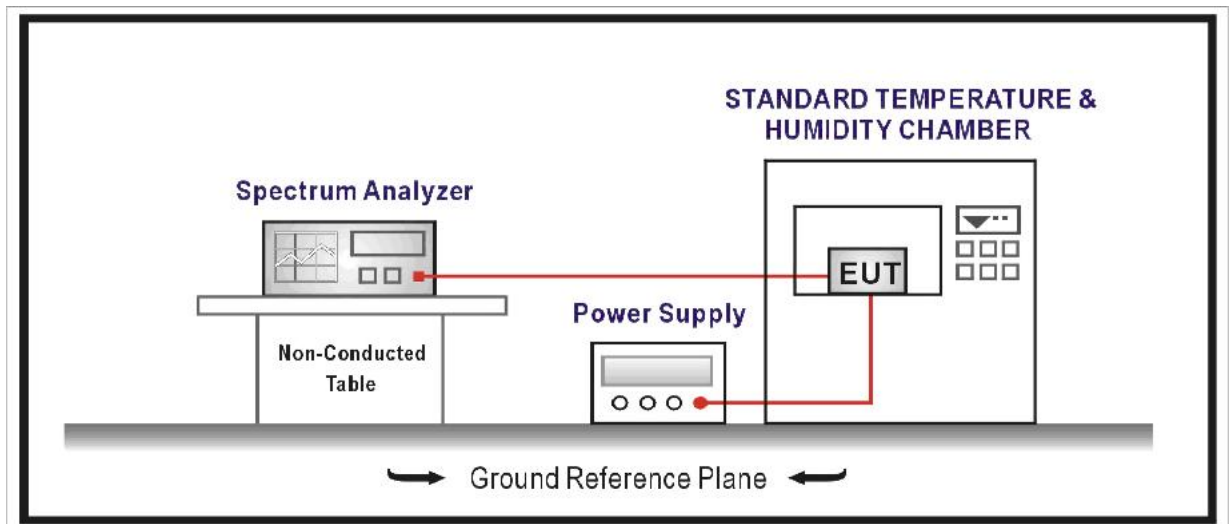 STANDARD TEMPERATURE &
HUMIDITY CHAMBER
Spectrum Analyzer
EUT
Power Supply
Non-Conducted
Table
Ground Reference Plane